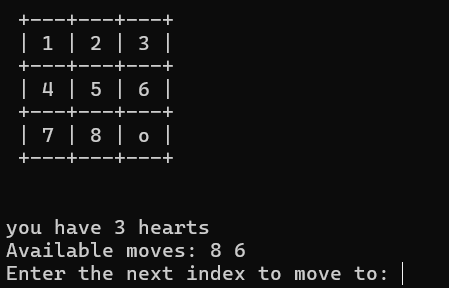 +---+---+---+
| 1 | 2 | 3 |
+---+---+---+
| 4 | 5 | 6 |
+---+---+---+
| 7 | 8 | o |
+---+---+---+
you have 3 hearts
Available moves: 8 6
Enter the next index to move to: